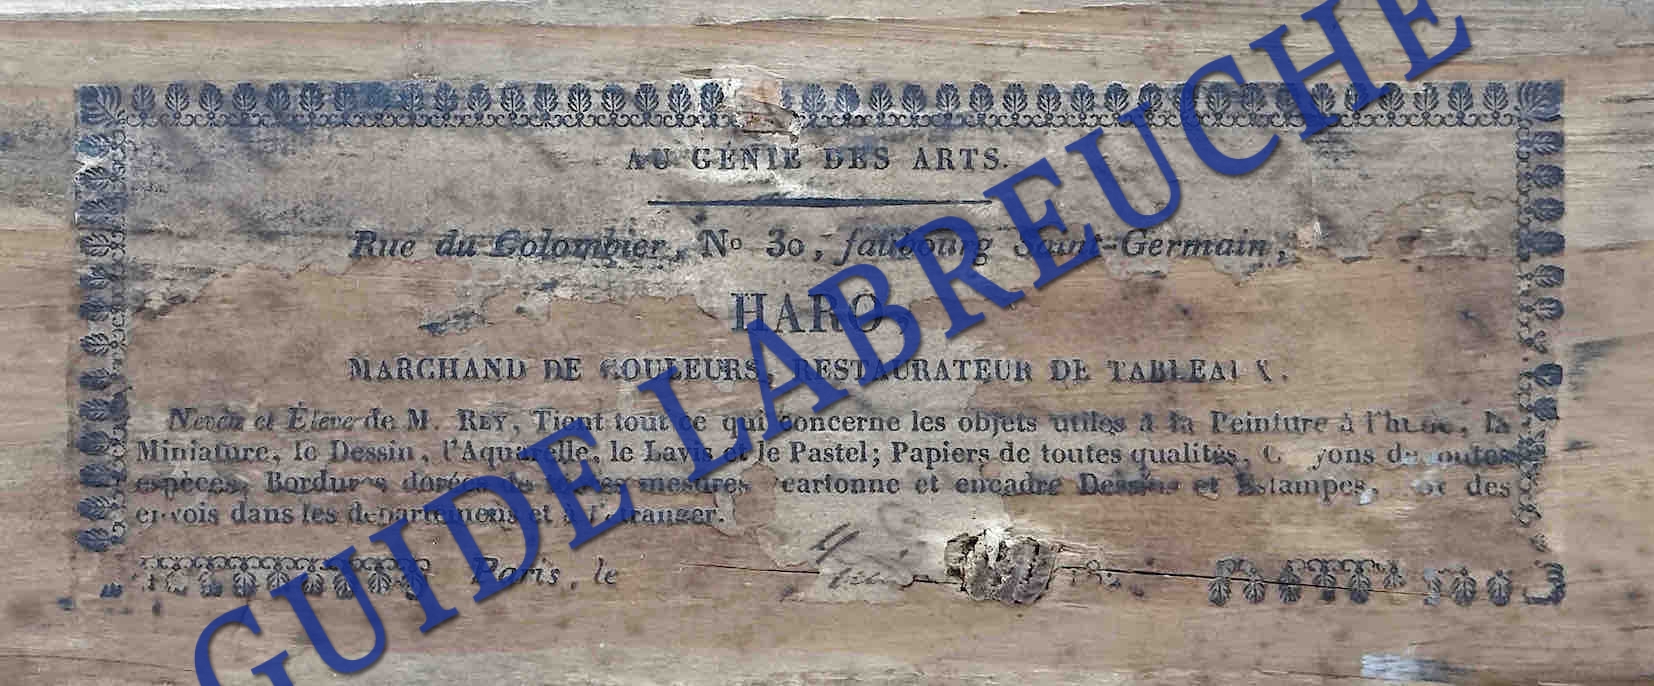 AU GÉNIE DES ARTS.
Rue du Colombier, No 30, faubourg Saint-Germain,
HARO,
MARCHAND DE COULEURS, RESTAURATEUR DE TABLEAUX.
Neveu et Élève de M. REY, Tient tout ce qui concerne les objets utiles à la Peinture à l'huile, la
Miniature, le Dessin, l'Aquarelle, le Lavis et le Pastel; Papiers de toutes qualités, Crayons de toutes
espèces, Bordures dorées de toutes mesures, cartonne et encadre Dessins et Estampes, des
envois dans les départemens et à l'étranger.
Paris, le
GUIDE LABREUCHE